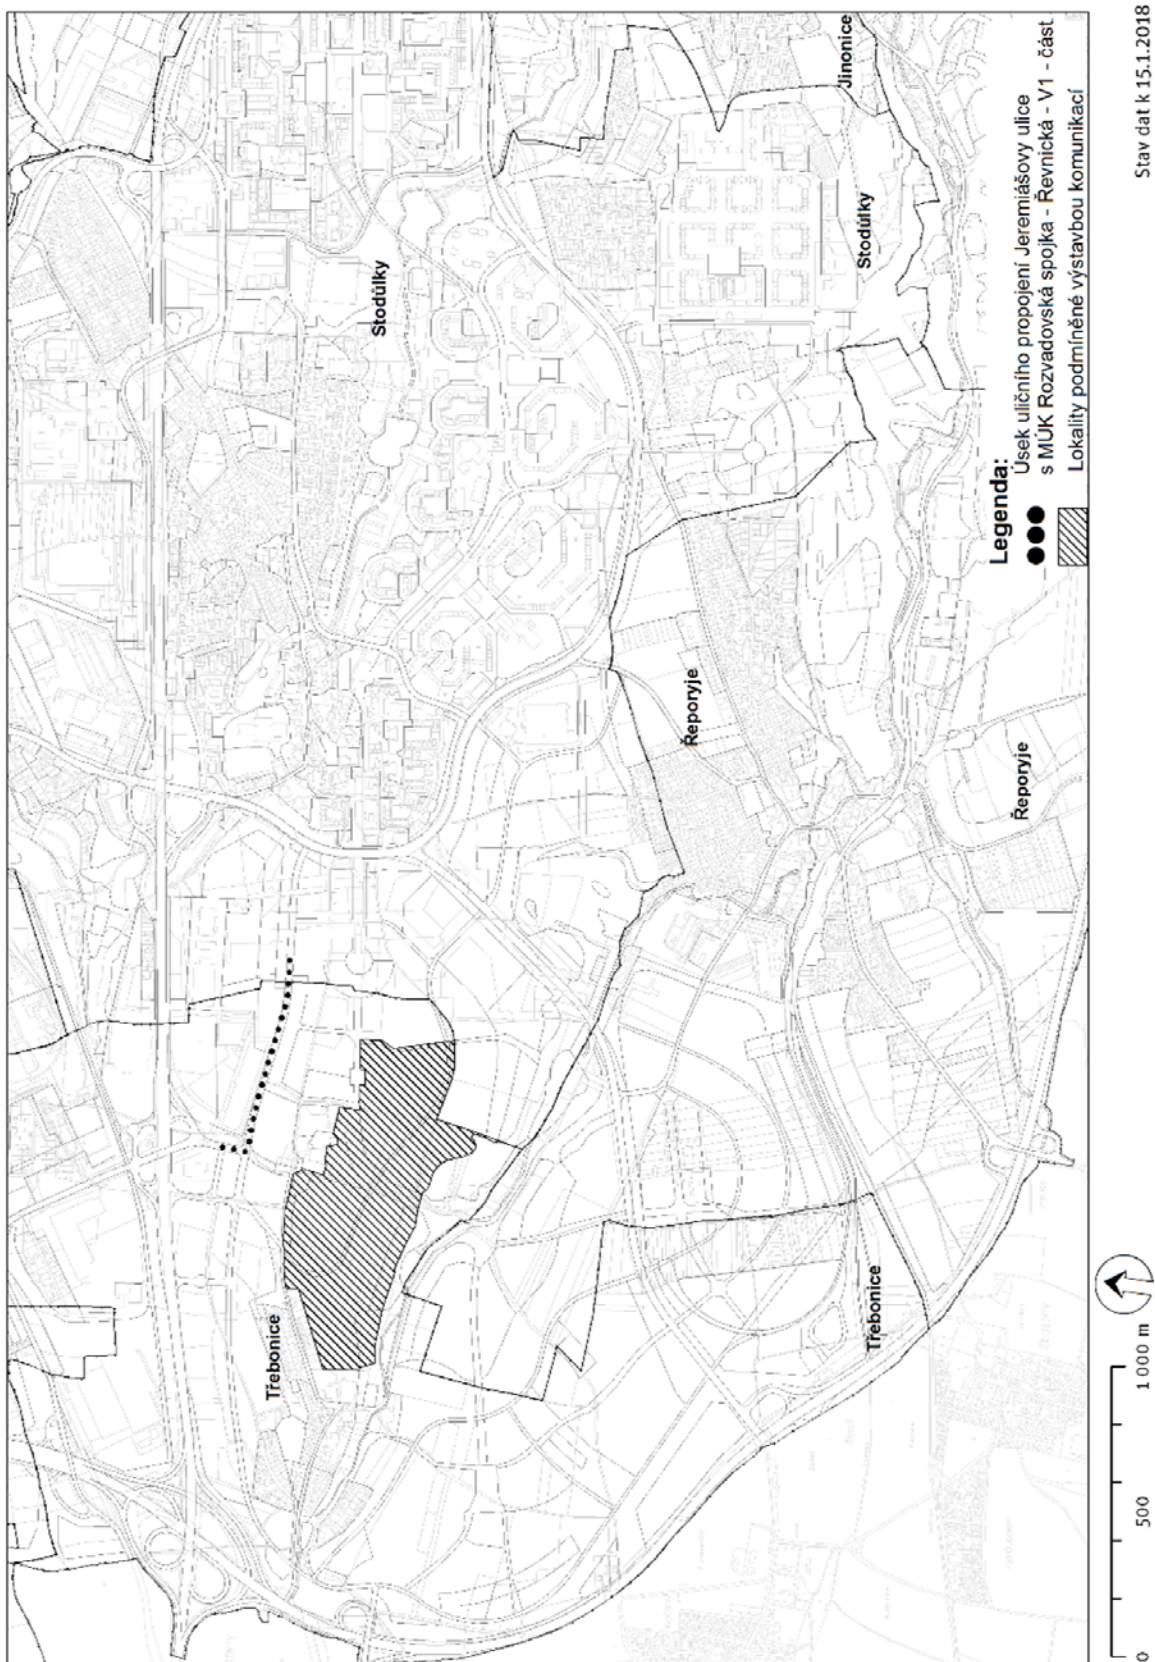 Jinonice
Stodůlky
Stodůlky
Řeporyje
Řeporyje
Třebonice
Třebonice
Legenda:
Úsek uličního propojení Jeremiášovy ulice
s MÚK Rozvadovská spojka - Řevnická - V1 - část
Lokality podmíněné výstavbou komunikací
0 500 1 000 m
Stav dat k 15.1.2018